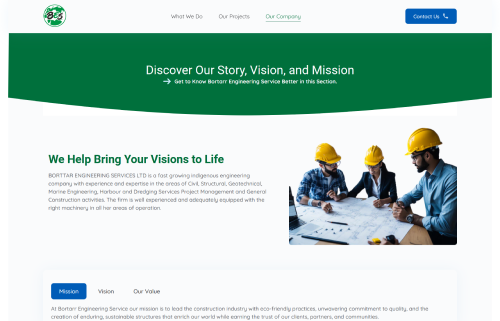 B&S
What We Do
Our Projects
Our Company
Contact Us
Discover Our Story, Vision, and Mission
Get to Know Bortarr Engineering Service Better in this Section.
We Help Bring Your Visions to Life
BORTTAR ENGINEERING SERVICES LTD is a fast growing indigenous engineering
company with experience and expertise in the areas of Civil, Structural, Geotechnical,
Marine Engineering, Harbour and Dredging Services Project Management and General
Construction activities. The firm is well experienced and adequately equipped with the
right machinery in all her areas of operation.
Mission
Vision
Our Value
At Bortarr Engineering Service our mission is to lead the construction industry with eco-friendly practices, unwavering commitment to quality, and the
creation of enduring, sustainable structures that enrich our world while earning the trust of our clients, partners, and communities.